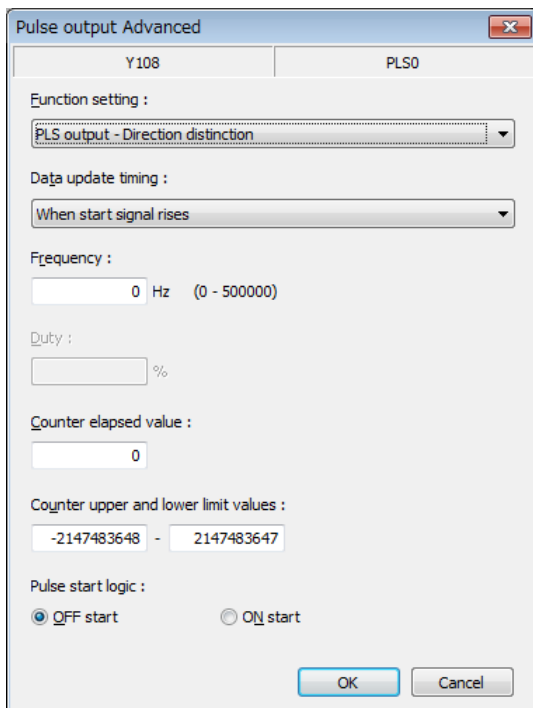 Pulse output Advanced
Y108 PLS0
Function setting :
PLS output - Direction distinction
Data update timing :
When start signal rises
Frequency :
0 Hz (0 - 500000)
Duty :
%
Counter elapsed value :
0
Counter upper and lower limit values :
-2147483648 - 2147483647
Pulse start logic :
OFF start ON start
OK Cancel